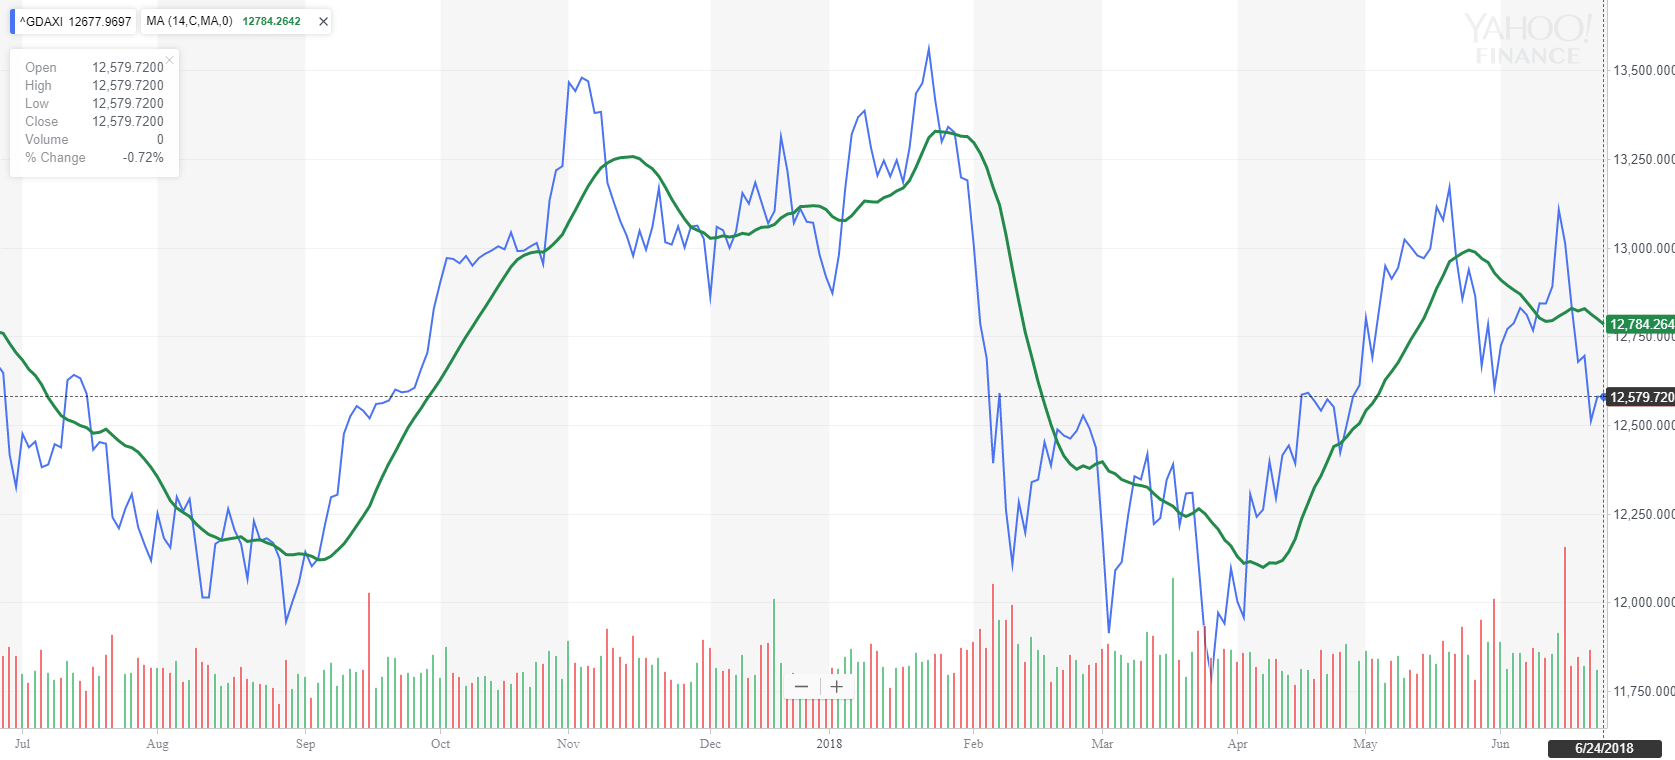 ^GDAXI 12677.9697 MA (14,C,MA,0) 12784.2642 ✕
YAHOO!
FINANCE
Open 12,579.7200
High 12,579.7200
Low 12,579.7200
Close 12,579.7200
Volume 0
% Change -0.72%
13,500.000
13,250.000
13,000.000
12,784.264
12,750.000
12,579.720
12,500.000
12,250.000
12,000.000
11,750.000
− +
Jul Aug Sep Oct Nov Dec 2018 Feb Mar Apr May Jun
6/24/2018